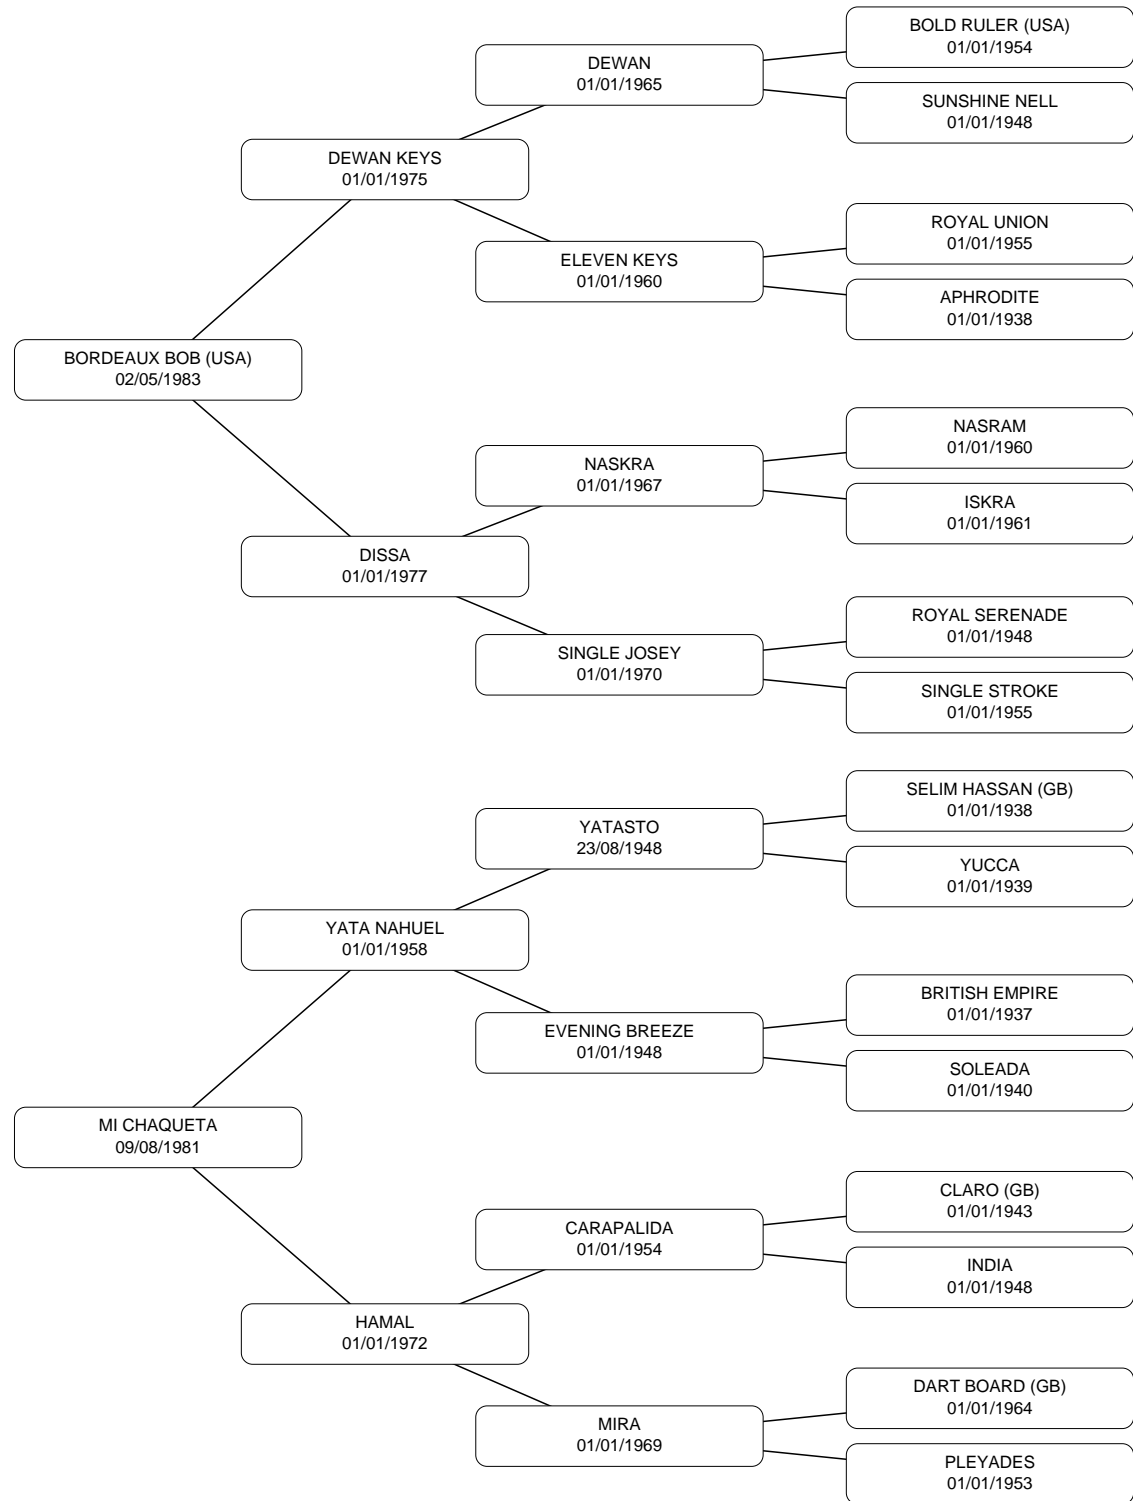 BOLD RULER (USA)
01/01/1954
DEWAN
01/01/1965
SUNSHINE NELL
01/01/1948
DEWAN KEYS
01/01/1975
ROYAL UNION
01/01/1955
ELEVEN KEYS
01/01/1960
APHRODITE
01/01/1938
BORDEAUX BOB (USA)
02/05/1983
NASRAM
01/01/1960
NASKRA
01/01/1967
ISKRA
01/01/1961
DISSA
01/01/1977
ROYAL SERENADE
01/01/1948
SINGLE JOSEY
01/01/1970
SINGLE STROKE
01/01/1955
SELIM HASSAN (GB)
01/01/1938
YATASTO
23/08/1948
YUCCA
01/01/1939
YATA NAHUEL
01/01/1958
BRITISH EMPIRE
01/01/1937
EVENING BREEZE
01/01/1948
SOLEADA
01/01/1940
MI CHAQUETA
09/08/1981
CLARO (GB)
01/01/1943
CARAPALIDA
01/01/1954
INDIA
01/01/1948
HAMAL
01/01/1972
DART BOARD (GB)
01/01/1964
MIRA
01/01/1969
PLEYADES
01/01/1953